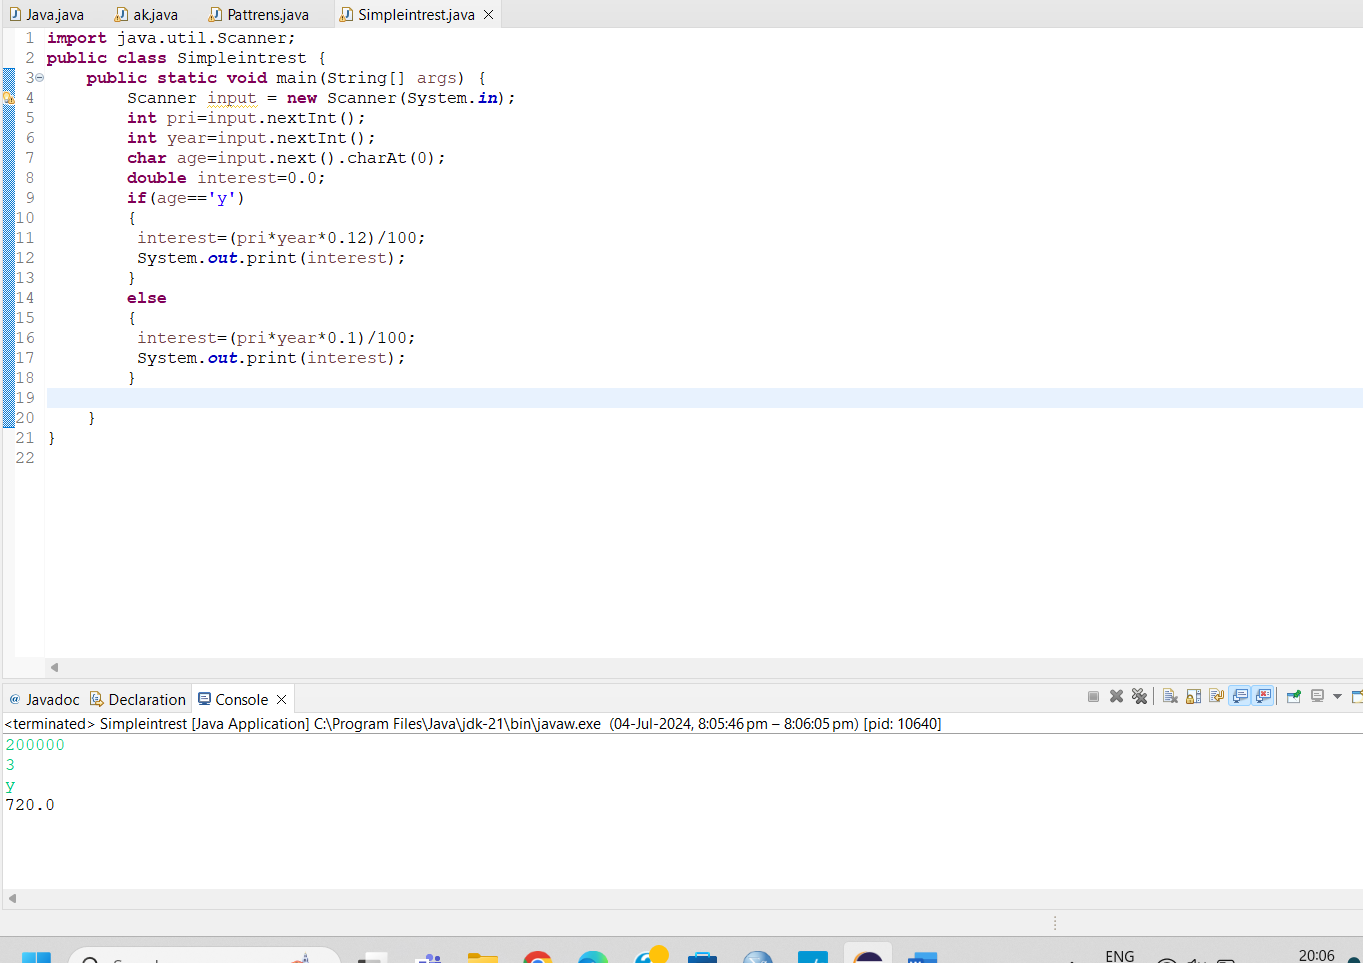 Java.java ak.java Pattrens.java Simpleintrest.java
1 import java.util.Scanner;
2 public class Simpleintrest {
3 public static void main(String[] args) {
4 Scanner input = new Scanner(System.in);
5 int pri=input.nextInt();
6 int year=input.nextInt();
7 char age=input.next().charAt(0);
8 double interest=0.0;
9 if(age=='y')
10 {
11 interest=(pri*year*0.12)/100;
12 System.out.print(interest);
13 }
14 else
15 {
16 interest=(pri*year*0.1)/100;
17 System.out.print(interest);
18 }
19
20 }
21 }
22
@ Javadoc Declaration Console
<terminated> Simpleintrest [Java Application] C:\Program Files\Java\jdk-21\bin\javaw.exe (04-Jul-2024, 8:05:46 pm – 8:06:05 pm) [pid: 10640]
200000
3
y
720.0
ENG 20:06